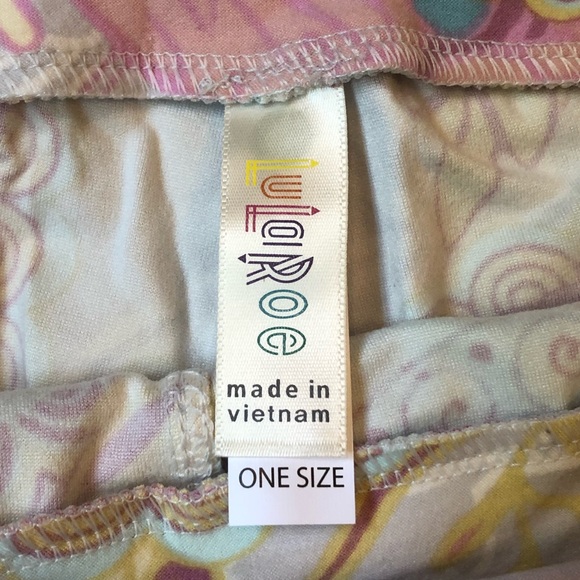 LuLaRoe
made in
vietnam
ONE SIZE